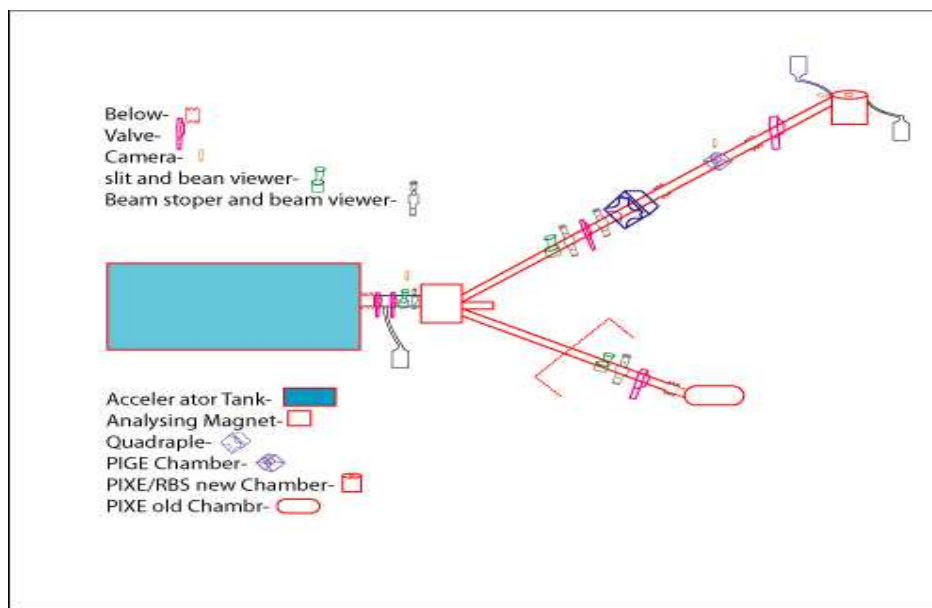 Below-
Valve-
Camera-
slit and bean viewer-
Beam stoper and beam viewer-
Acceler ator Tank-
Analysing Magnet-
Quadraple-
PIGE Chamber-
PIXE/RBS new Chamber-
PIXE old Chambr-